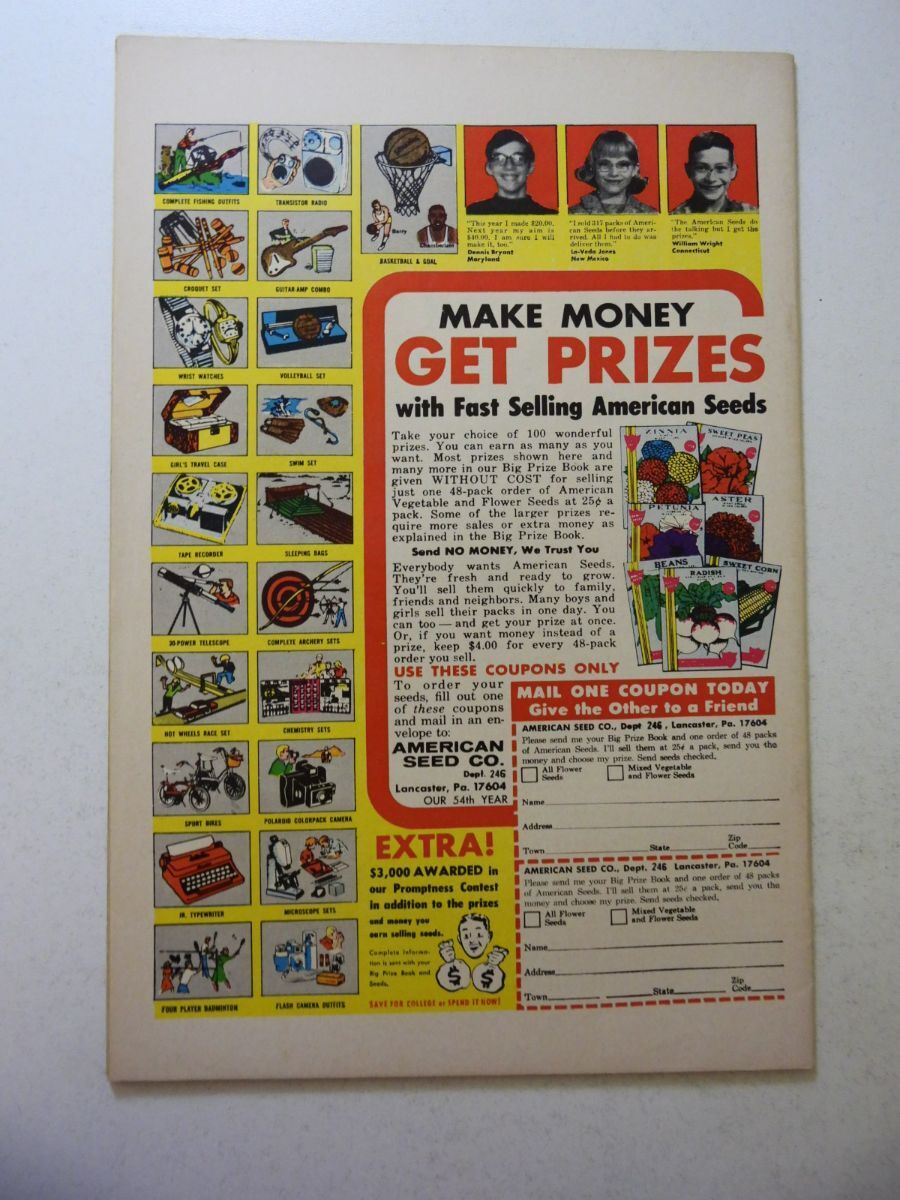 COMPLETE FISHING OUTFITS
TRANSISTOR RADIO
CROQUET SET
GUITAR-AMP COMBO
WRIST WATCHES
VOLLEYBALL SET
GIRL'S TRAVEL CASE
SWIM SET
TAPE RECORDER
SLEEPING BAGS
30-POWER TELESCOPE
COMPLETE ARCHERY SETS
HOT WHEELS RACE SET
CHEMISTRY SETS
SPORT BIKES
POLAROID COLORPACK CAMERA
JR. TYPEWRITER
MICROSCOPE SETS
FOUR PLAYER BADMINTON
FLASH CAMERA OUTFITS
Barry
Chamberlain
BASKETBALL & GOAL
"This year I made $20.00.
Next year my aim is
$40.00. I am sure I will
make it, too."
Dennis Bryant
Maryland
"I sold 317 packs of Ameri-
can Seeds before they ar-
rived. All I had to do was
deliver them."
La-Veda Jones
New Mexico
"The American Seeds do
the talking but I get the
prizes."
William Wright
Connecticut
MAKE MONEY
GET PRIZES
with Fast Selling American Seeds
Take your choice of 100 wonderful
prizes. You can earn as many as you
want. Most prizes shown here and
many more in our Big Prize Book are
given WITHOUT COST for selling
just one 48-pack order of American
Vegetable and Flower Seeds at 25¢ a
pack. Some of the larger prizes re-
quire more sales or extra money as
explained in the Big Prize Book.
Send NO MONEY, We Trust You
Everybody wants American Seeds.
They're fresh and ready to grow.
You'll sell them quickly to family,
friends and neighbors. Many boys and
girls sell their packs in one day. You
can too — and get your prize at once.
Or, if you want money instead of a
prize, keep $4.00 for every 48-pack
order you sell.
ZINNIA
SWEET PEAS
PETUNIA
ASTER
BEANS
RADISH
SWEET CORN
USE THESE COUPONS ONLY
To order your
seeds, fill out one
of these coupons
and mail in an en-
velope to:
AMERICAN
SEED CO.
Dept. 246
Lancaster, Pa. 17604
OUR 54th YEAR
MAIL ONE COUPON TODAY
Give the Other to a Friend
AMERICAN SEED CO., Dept 246 , Lancaster, Pa. 17604
Please send me your Big Prize Book and one order of 48 packs
of American Seeds. I'll sell them at 25¢ a pack, send you the
money and choose my prize. Send seeds checked.
All Flower
Seeds
Mixed Vegetable
and Flower Seeds
Name
Address
Town State Zip
Code
AMERICAN SEED CO., Dept. 246 Lancaster, Pa. 17604
Please send me your Big Prize Book and one order of 48 packs
of American Seeds. I'll sell them at 25¢ a pack, send you the
money and choose my prize. Send seeds checked.
All Flower
Seeds
Mixed Vegetable
and Flower Seeds
Name
Address
Town State Zip
Code
EXTRA!
$3,000 AWARDED in
our Promptness Contest
in addition to the prizes
and money you
earn selling seeds.
Complete Informa-
tion is sent with your
Big Prize Book and
Seeds.
$ $
SAVE FOR COLLEGE or SPEND IT NOW!